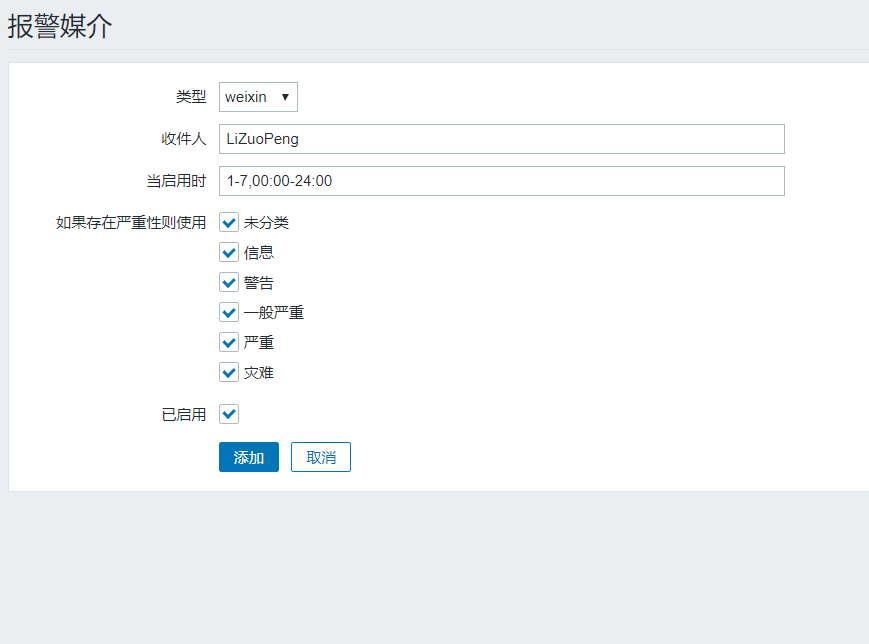 报警媒介
类型 weixin
收件人 LiZuoPeng
当启用时 1-7,00:00-24:00
如果存在严重性则使用 未分类
信息
警告
一般严重
严重
灾难
已启用
添加 取消